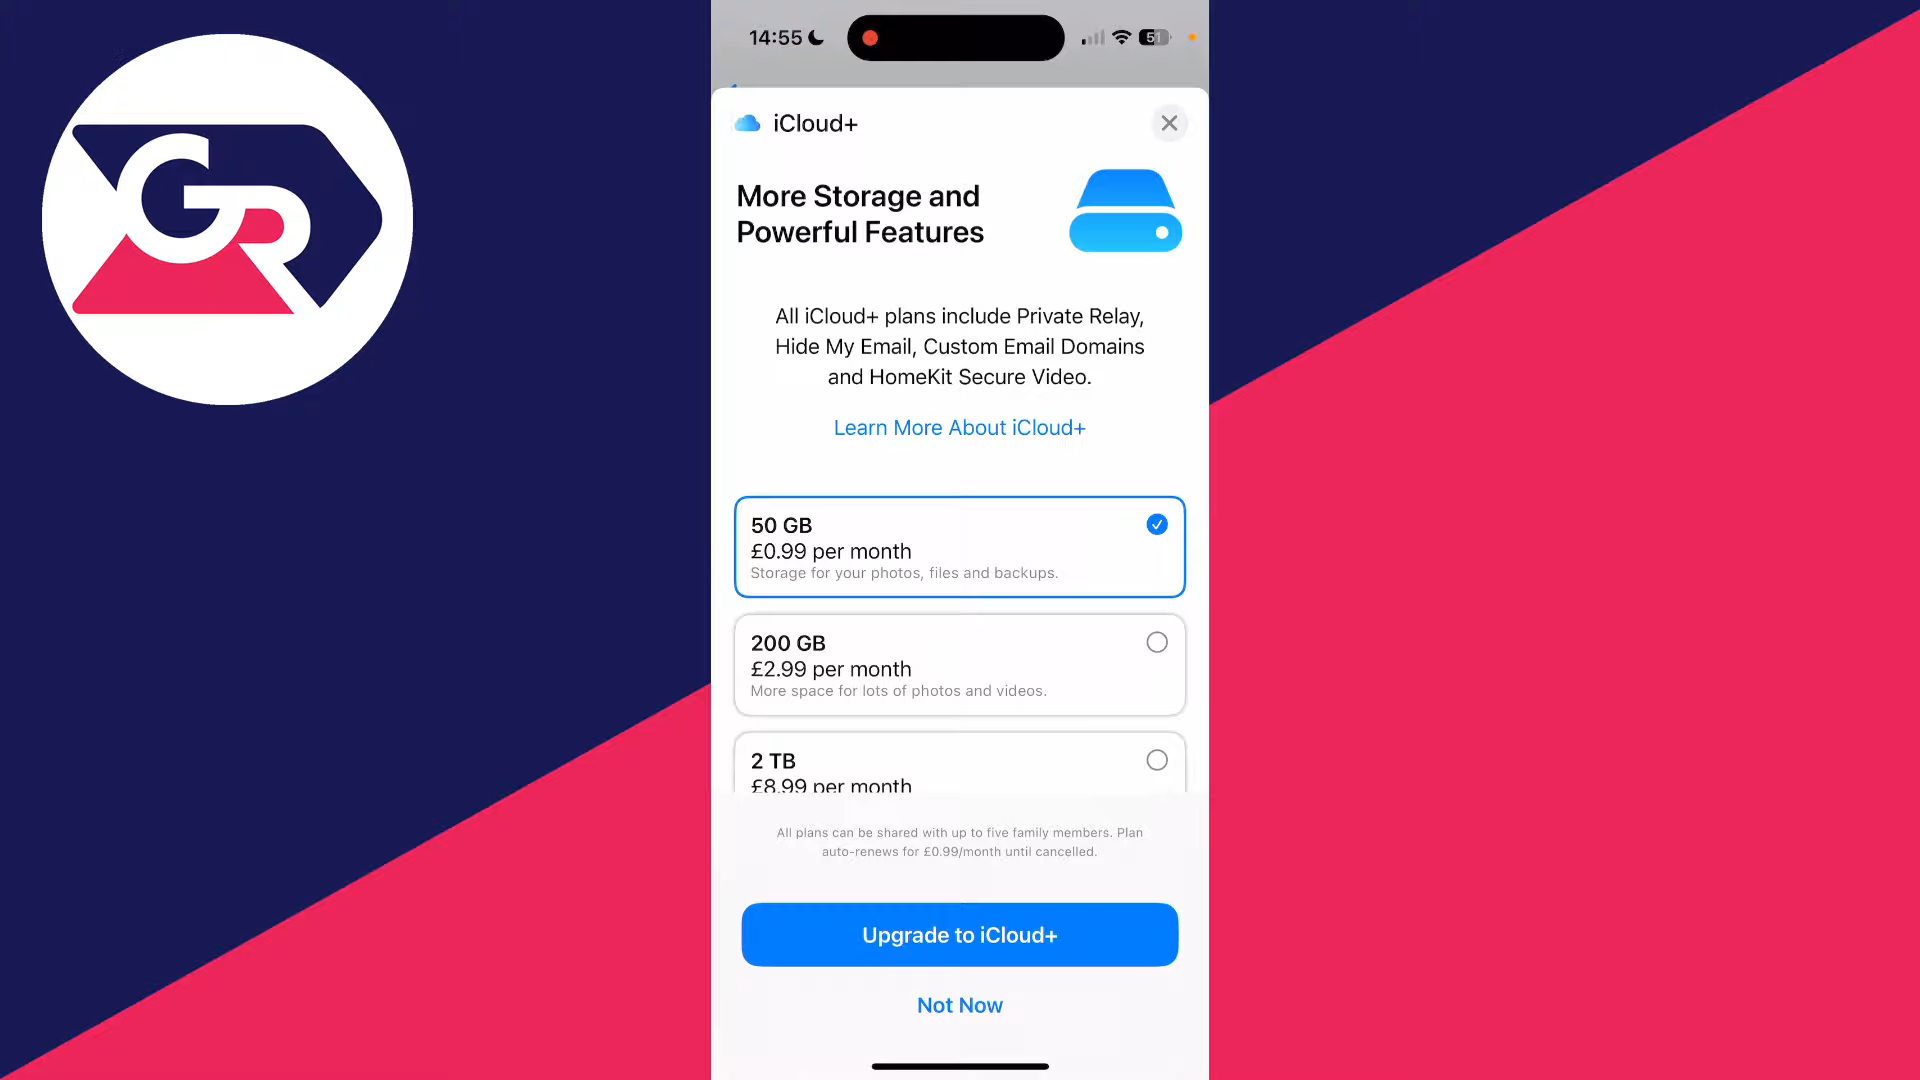 GR
14:55
51
iCloud+
More Storage and
Powerful Features
All iCloud+ plans include Private Relay,
Hide My Email, Custom Email Domains
and HomeKit Secure Video.
Learn More About iCloud+
50 GB
£0.99 per month
Storage for your photos, files and backups.
200 GB
£2.99 per month
More space for lots of photos and videos.
2 TB
£8.99 per month
All plans can be shared with up to five family members. Plan
auto-renews for £0.99/month until cancelled.
Upgrade to iCloud+
Not Now